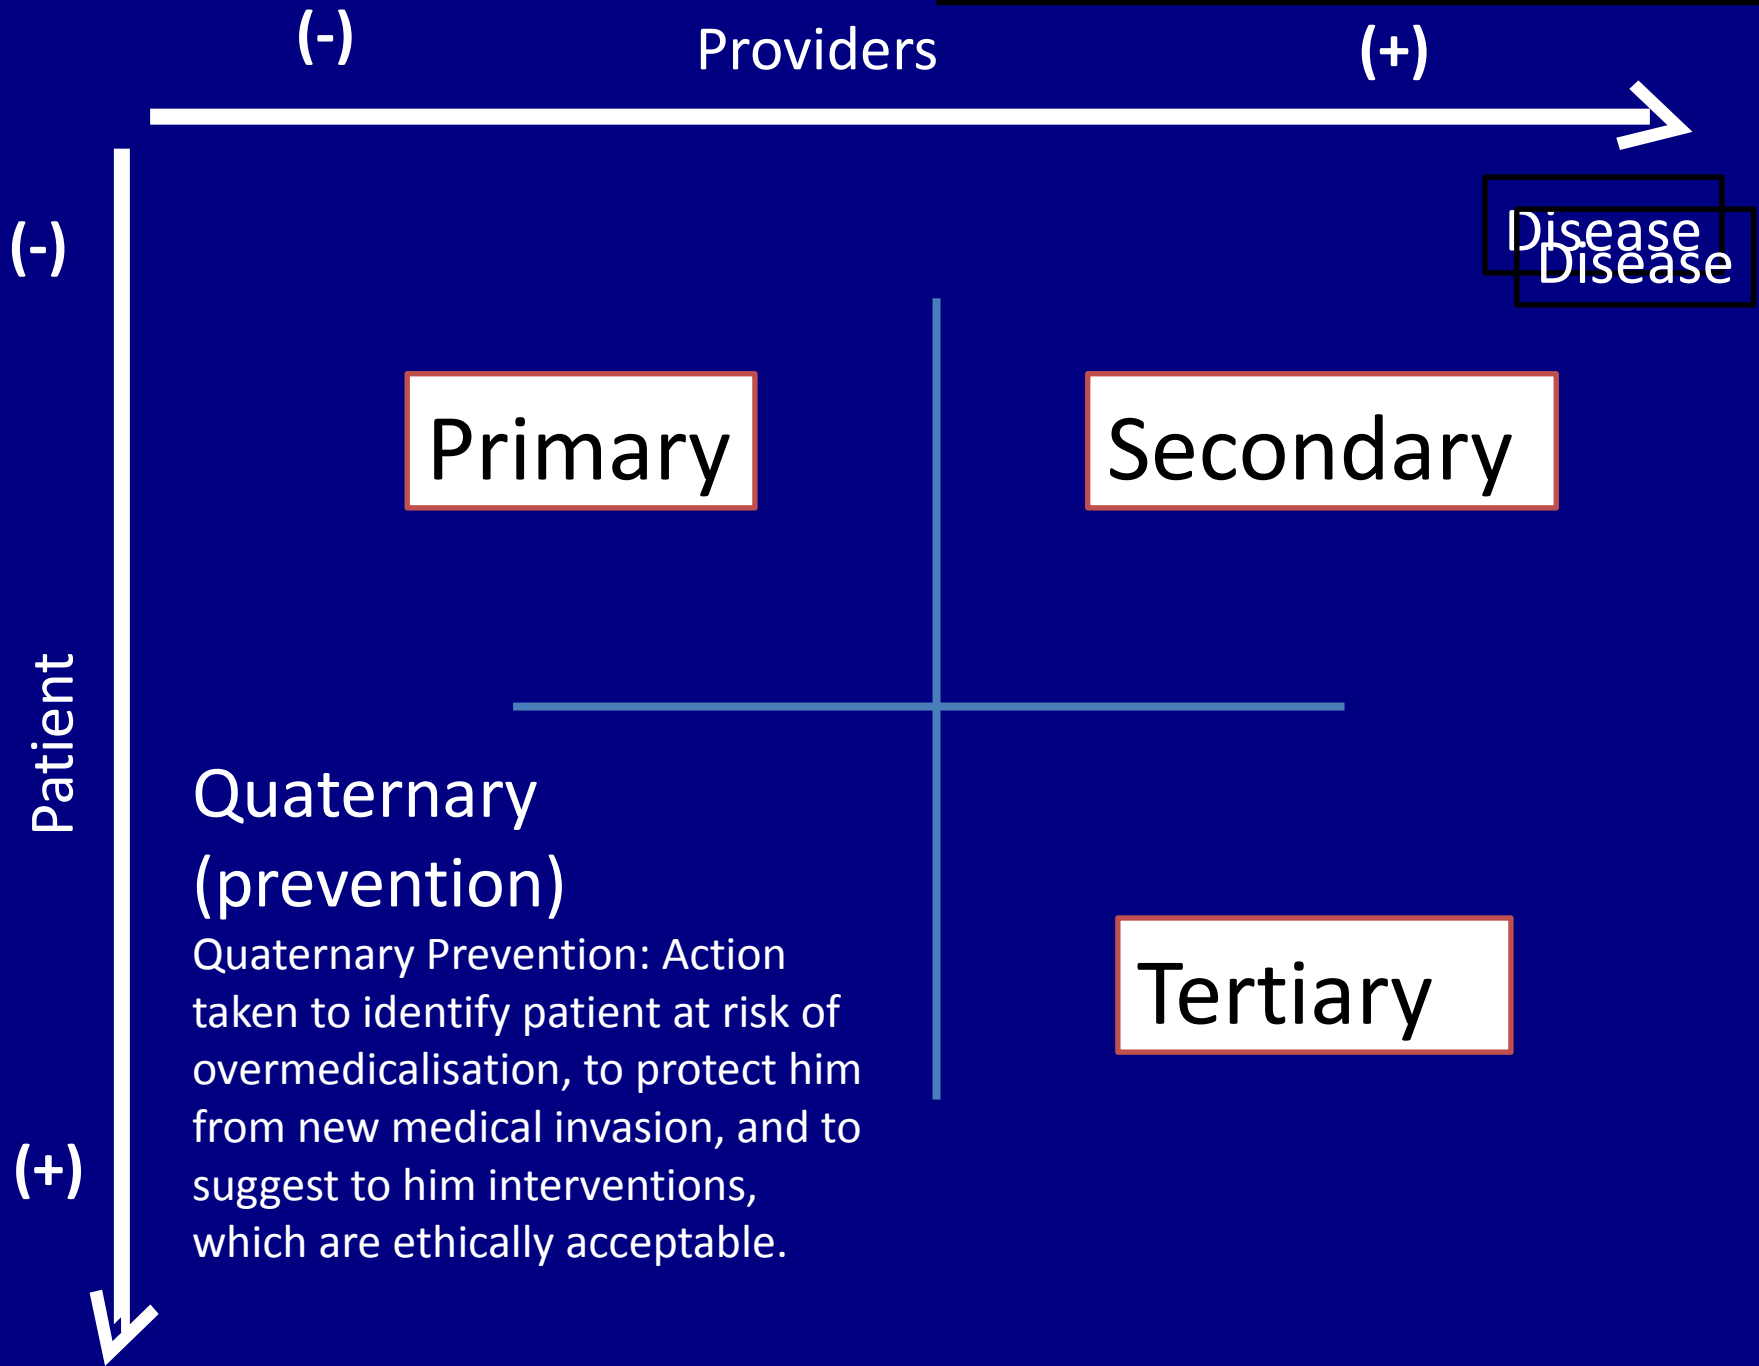 (-) Providers (+)
(-)
Disease
Disease
Primary
Secondary
Patient
Quaternary
(prevention)
Quaternary Prevention: Action
taken to identify patient at risk of
overmedicalisation, to protect him
from new medical invasion, and to
suggest to him interventions,
which are ethically acceptable.
Tertiary
(+)